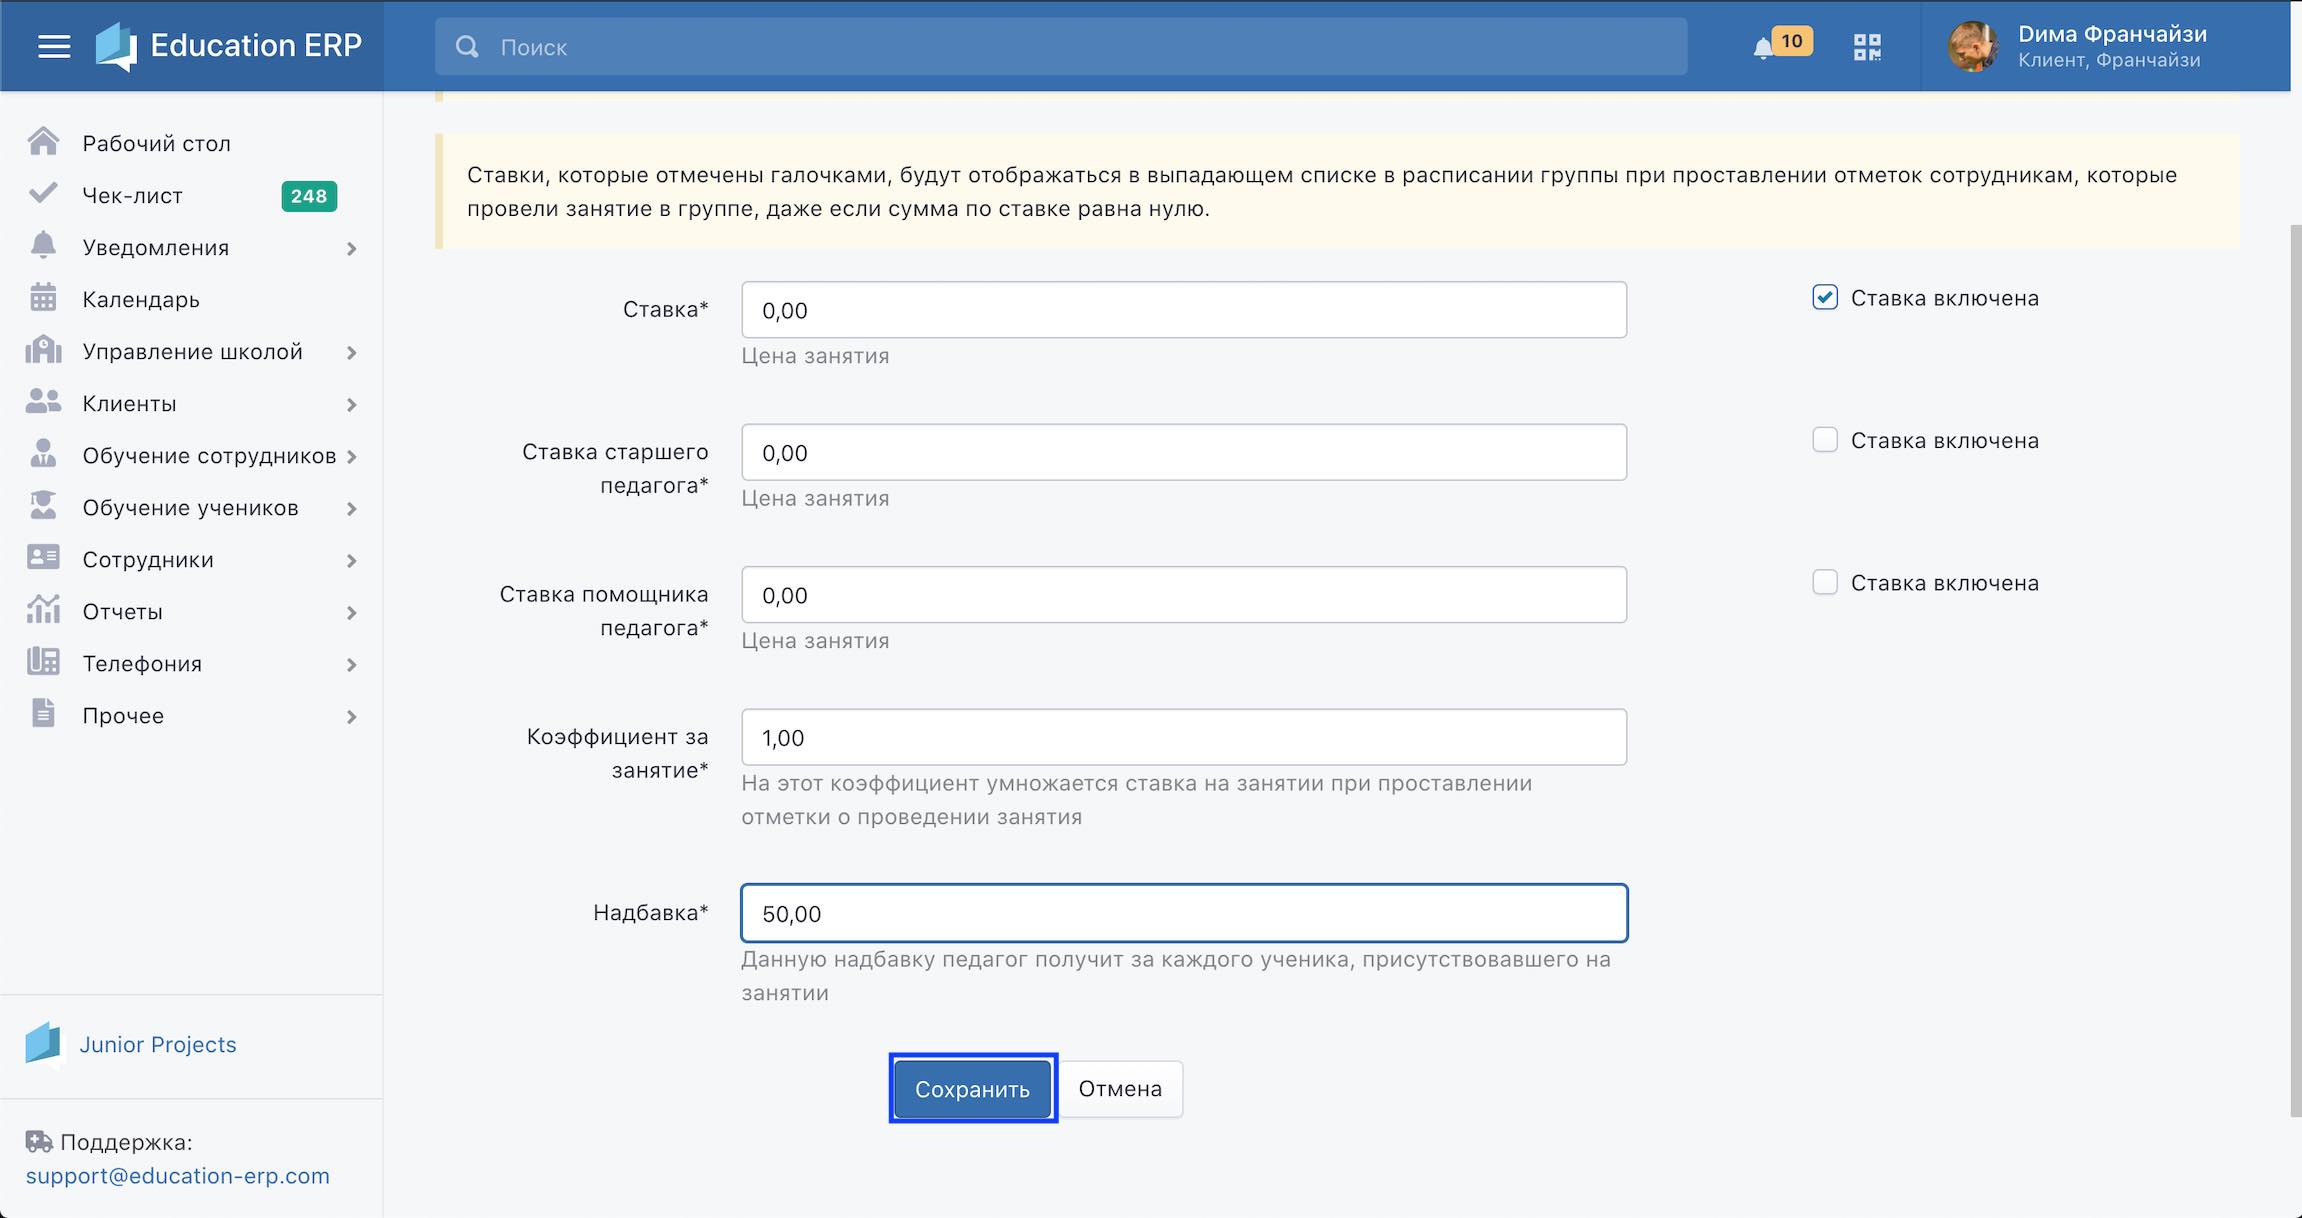 Education ERP
Поиск
10
Дима Франчайзи
Клиент, Франчайзи
Рабочий стол
Чек-лист
248
Уведомления
Календарь
Управление школой
Клиенты
Обучение сотрудников
Обучение учеников
Сотрудники
Отчеты
Телефония
Прочее
Junior Projects
Поддержка:
support@education-erp.com
Ставки, которые отмечены галочками, будут отображаться в выпадающем списке в расписании группы при проставлении отметок сотрудникам, которые
провели занятие в группе, даже если сумма по ставке равна нулю.
Ставка*
0,00
Ставка включена
Цена занятия
Ставка старшего
педагога*
0,00
Ставка включена
Цена занятия
Ставка помощника
педагога*
0,00
Ставка включена
Цена занятия
Коэффициент за
занятие*
1,00
На этот коэффициент умножается ставка на занятии при проставлении
отметки о проведении занятия
Надбавка*
50,00
Данную надбавку педагог получит за каждого ученика, присутствовавшего на
занятии
Сохранить
Отмена